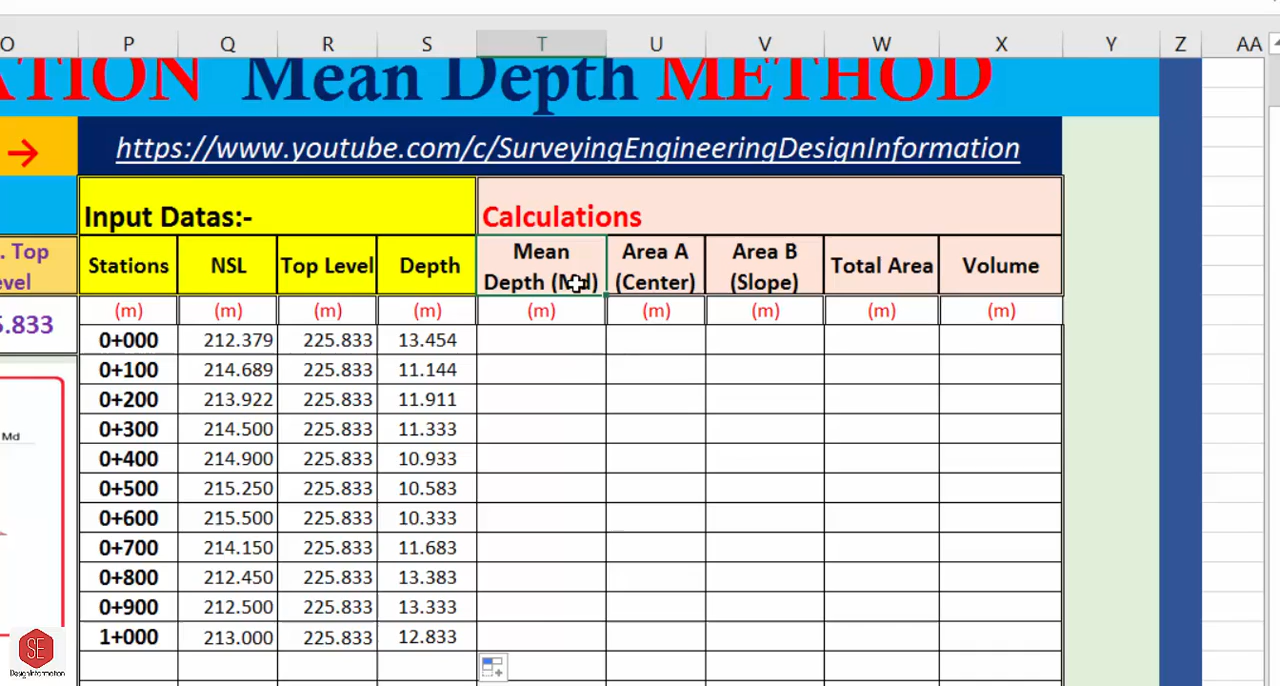 O P Q R S T U V W X Y Z AA
ATION Mean Depth METHOD
→ https://www.youtube.com/c/SurveyingEngineeringDesignInformation
Input Datas:- Calculations
. Top Stations NSL Top Level Depth Mean Area A Area B Total Area Volume
evel Depth (Md) (Center) (Slope)
5.833 (m) (m) (m) (m) (m) (m) (m) (m) (m)
0+000 212.379 225.833 13.454
0+100 214.689 225.833 11.144
0+200 213.922 225.833 11.911
0+300 214.500 225.833 11.333
Md
0+400 214.900 225.833 10.933
0+500 215.250 225.833 10.583
0+600 215.500 225.833 10.333
0+700 214.150 225.833 11.683
0+800 212.450 225.833 13.383
0+900 212.500 225.833 13.333
1+000 213.000 225.833 12.833
SE
DesignInformation